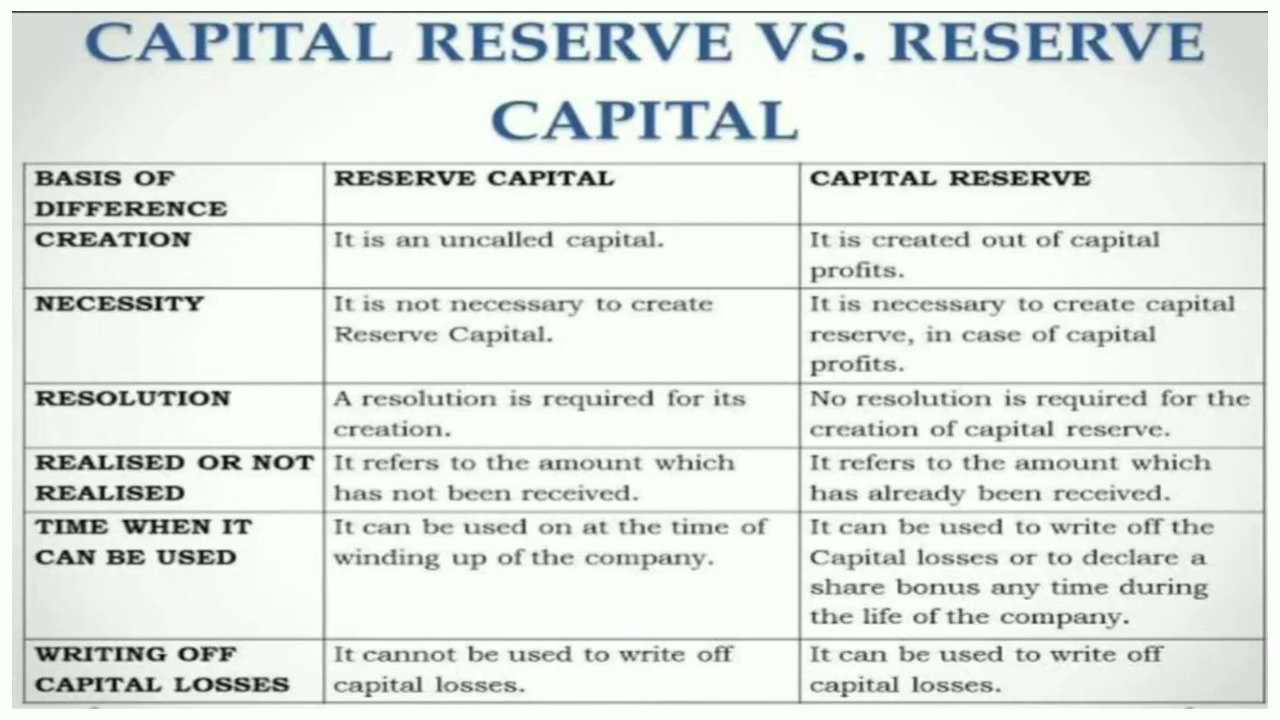 CAPITAL RESERVE VS. RESERVE
CAPITAL
BASIS OF
DIFFERENCE
RESERVE CAPITAL
CAPITAL RESERVE
CREATION
It is an uncalled capital.
It is created out of capital
profits.
NECESSITY
It is not necessary to create
Reserve Capital.
It is necessary to create capital
reserve, in case of capital
profits.
RESOLUTION
A resolution is required for its
creation.
No resolution is required for the
creation of capital reserve.
REALISED OR NOT
REALISED
It refers to the amount which
has not been received.
It refers to the amount which
has already been received.
TIME WHEN IT
CAN BE USED
It can be used on at the time of
winding up of the company.
It can be used to write off the
Capital losses or to declare a
share bonus any time during
the life of the company.
WRITING OFF
CAPITAL LOSSES
It cannot be used to write off
capital losses.
It can be used to write off
capital losses.